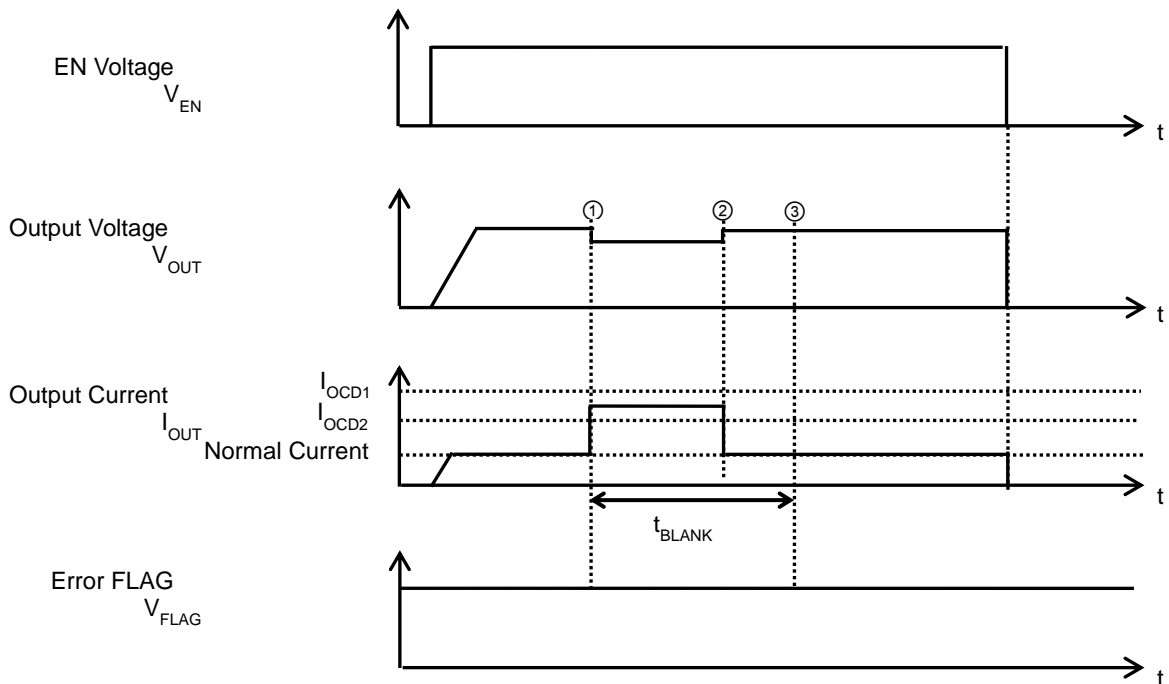 EN Voltage
V_EN
t
Output Voltage
V_OUT
① ② ③
t
Output Current
I_OUT
I_OCD1
I_OCD2
Normal Current
t
t_BLANK
Error FLAG
V_FLAG
t